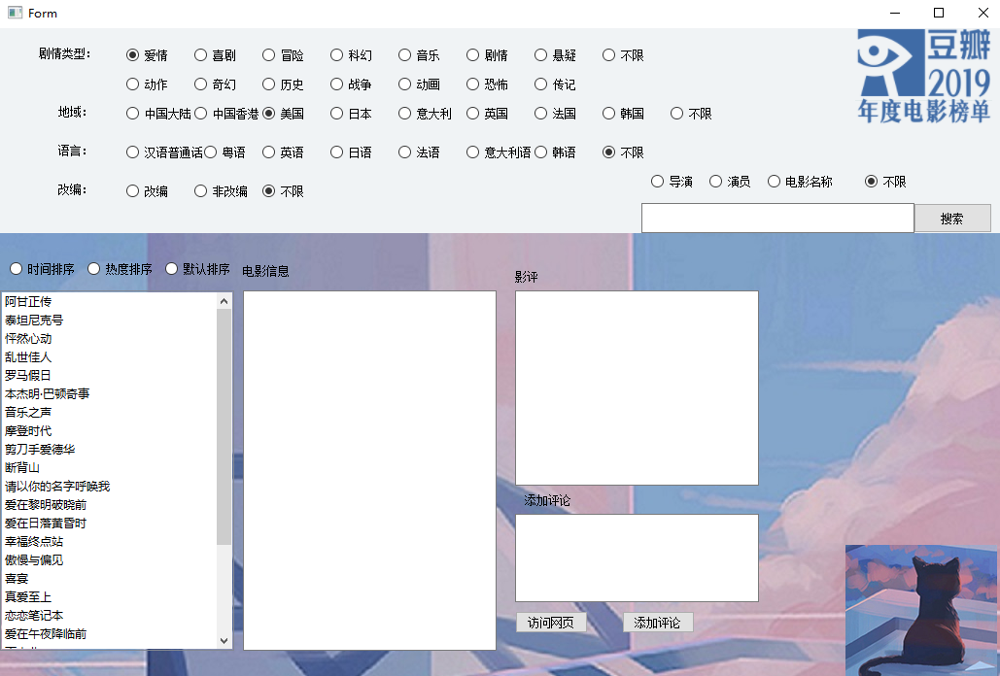 Form
剧情类型： 爱情 喜剧 冒险 科幻 音乐 剧情 悬疑 不限
动作 奇幻 历史 战争 动画 恐怖 传记
地域： 中国大陆 中国香港 美国 日本 意大利 英国 法国 韩国 不限
语言： 汉语普通话 粤语 英语 日语 法语 意大利语 韩语 不限
改编： 改编 非改编 不限
豆瓣
2019
年度电影榜单
导演 演员 电影名称 不限
搜索
时间排序 热度排序 默认排序 电影信息
影评
阿甘正传
泰坦尼克号
怦然心动
乱世佳人
罗马假日
本杰明·巴顿奇事
音乐之声
摩登时代
剪刀手爱德华
断背山
请以你的名字呼唤我
爱在黎明破晓前
爱在日落黄昏时
幸福终点站
傲慢与偏见
喜宴
真爱至上
恋恋笔记本
爱在午夜降临前
添加评论
访问网页 添加评论